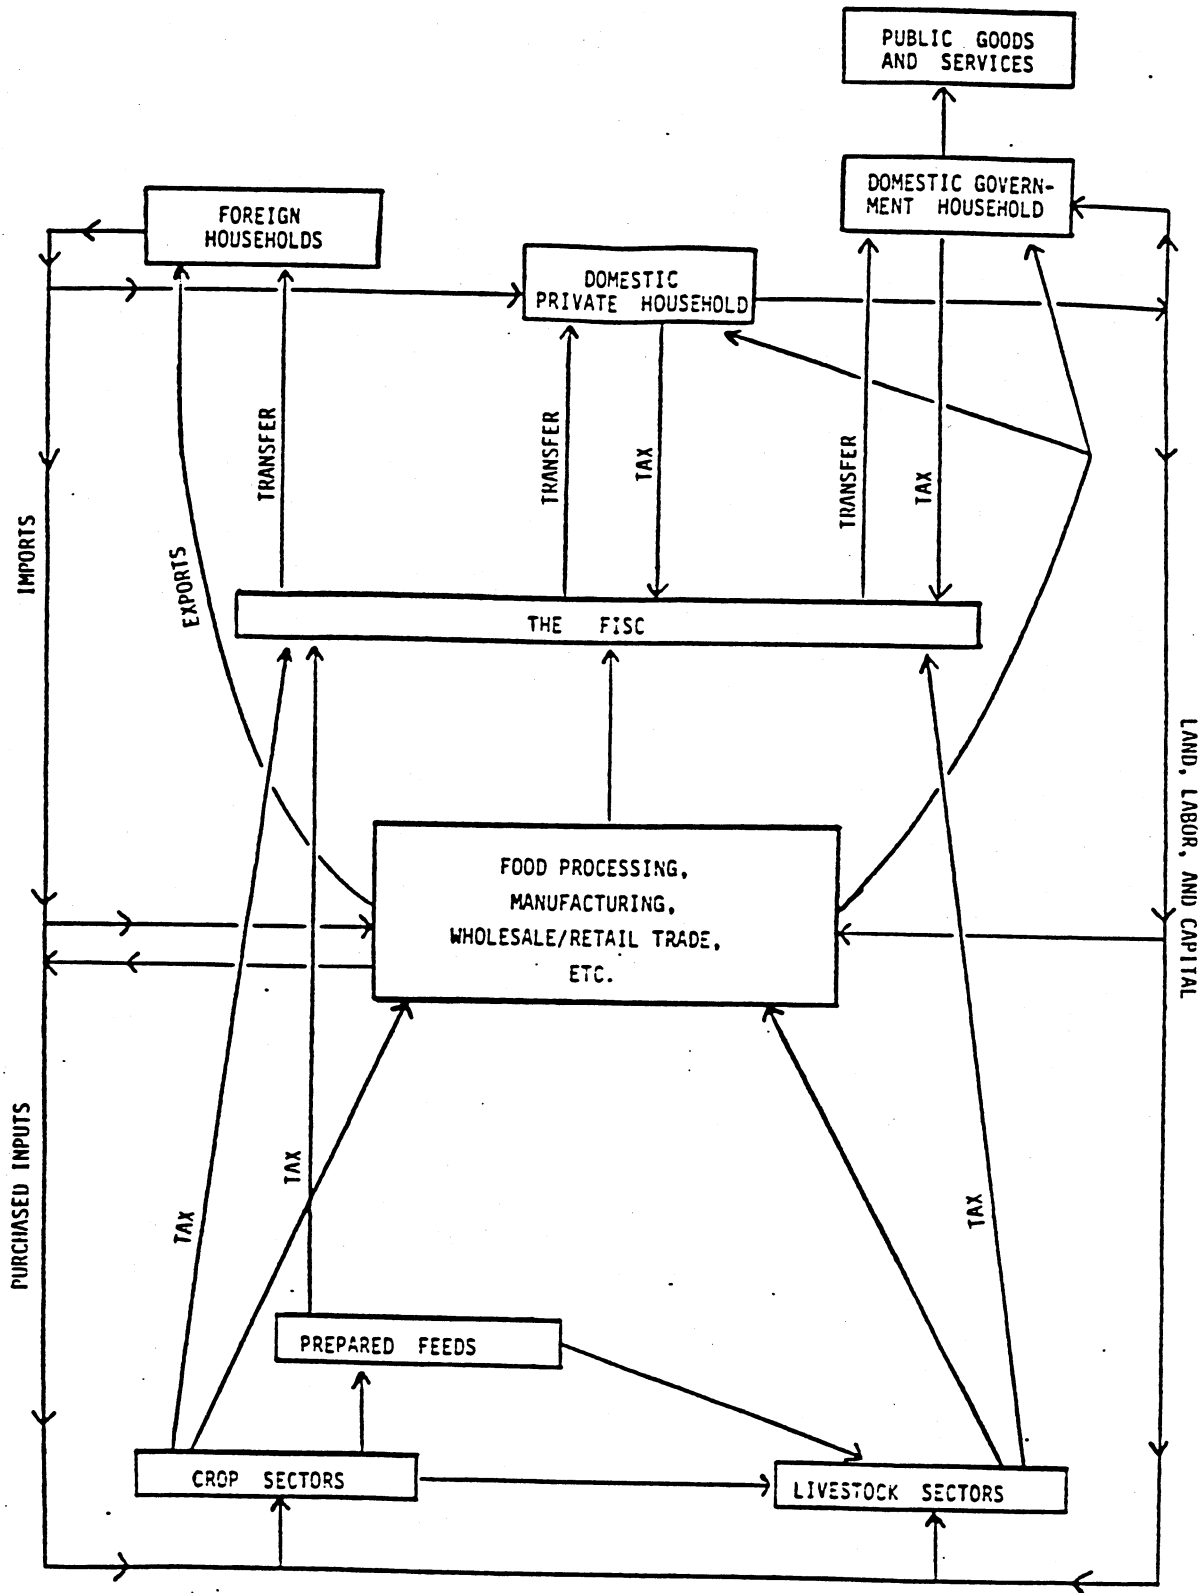 PUBLIC GOODS
AND SERVICES
DOMESTIC GOVERN-
MENT HOUSEHOLD
FOREIGN
HOUSEHOLDS
DOMESTIC
PRIVATE HOUSEHOLD
TRANSFER
TRANSFER
TAX
TRANSFER
TAX
IMPORTS
EXPORTS
THE FISC
LAND, LABOR, AND CAPITAL
FOOD PROCESSING,
MANUFACTURING,
WHOLESALE/RETAIL TRADE,
ETC.
PURCHASED INPUTS
TAX
TAX
TAX
PREPARED FEEDS
CROP SECTORS
LIVESTOCK SECTORS